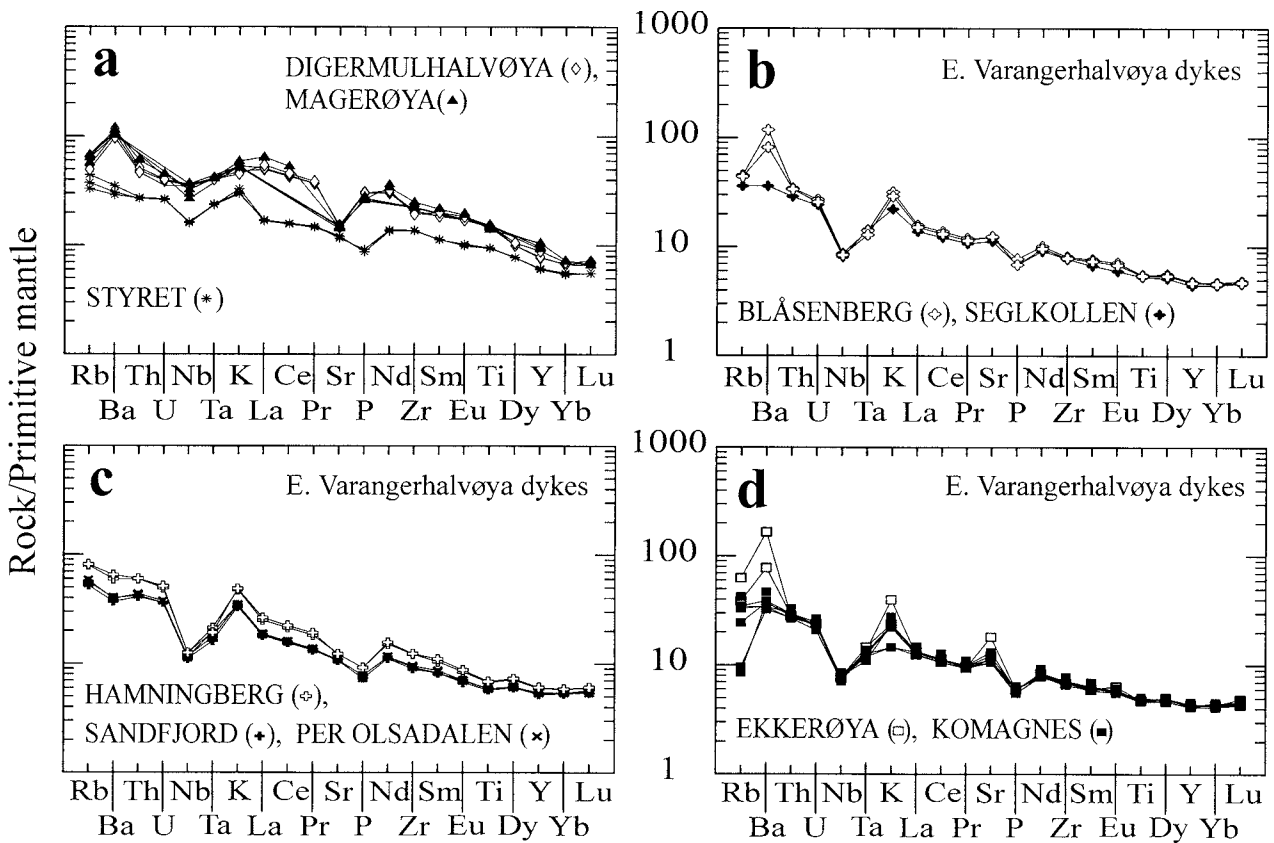 Rock/Primitive mantle
a
DIGERMULHALVØYA (◇),
MAGERØYA(▲)
STYRET (✳)
Rb Th Nb K Ce Sr Nd Sm Ti Y Lu
Ba U Ta La Pr P Zr Eu Dy Yb
1000
100
10
1
b
E. Varangerhalvøya dykes
BLÅSENBERG (✧), SEGLKOLLEN (✦)
Rb Th Nb K Ce Sr Nd Sm Ti Y Lu
Ba U Ta La Pr P Zr Eu Dy Yb
c
E. Varangerhalvøya dykes
HAMNINGBERG (✧),
SANDFJORD (✦), PER OLSADALEN (×)
Rb Th Nb K Ce Sr Nd Sm Ti Y Lu
Ba U Ta La Pr P Zr Eu Dy Yb
1000
100
10
1
d
E. Varangerhalvøya dykes
EKKERØYA (□), KOMAGNES (■)
Rb Th Nb K Ce Sr Nd Sm Ti Y Lu
Ba U Ta La Pr P Zr Eu Dy Yb